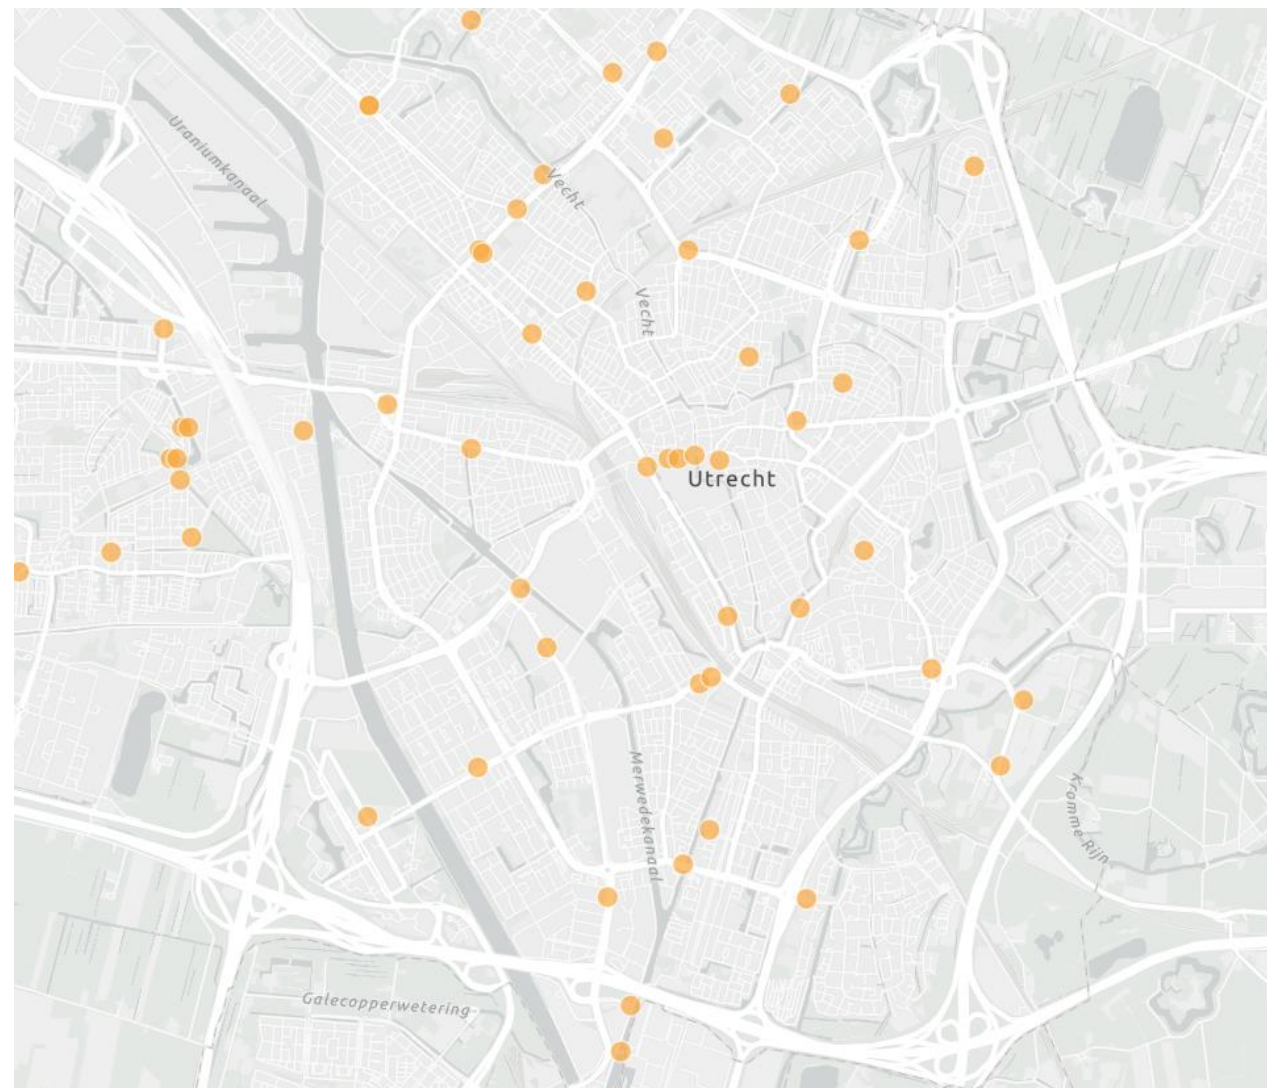 Uraniumkanaal
Vecht
Vecht
Utrecht
Merwedekanaal
Kromme Rijn
Galecopperwetering